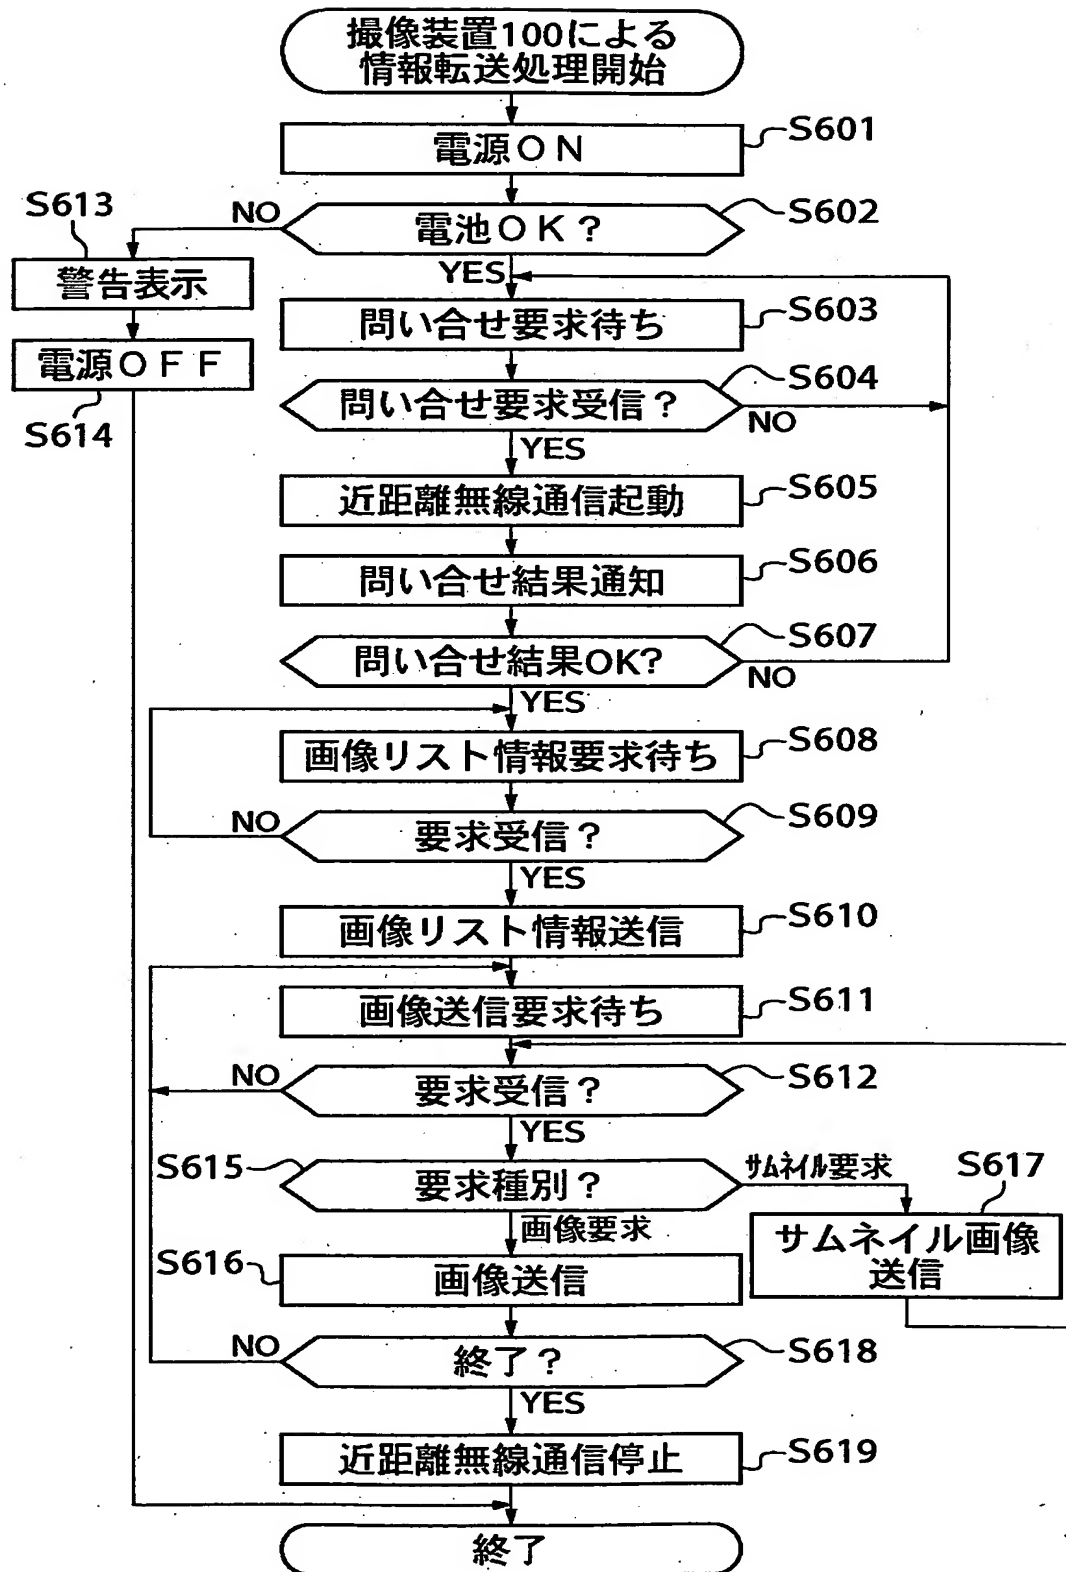 撮像装置100による
情報転送処理開始
電源ON
S601
電池OK?
S602
NO
YES
S613
警告表示
電源OFF
S614
問い合せ要求待ち
S603
問い合せ要求受信?
S604
NO
YES
近距離無線通信起動
S605
問い合せ結果通知
S606
問い合せ結果OK?
S607
NO
YES
画像リスト情報要求待ち
S608
要求受信?
S609
NO
YES
画像リスト情報送信
S610
画像送信要求待ち
S611
要求受信?
S612
NO
YES
S615
要求種別?
サムネイル要求
S617
サムネイル画像
送信
画像要求
S616
画像送信
終了?
S618
NO
YES
近距離無線通信停止
S619
終了